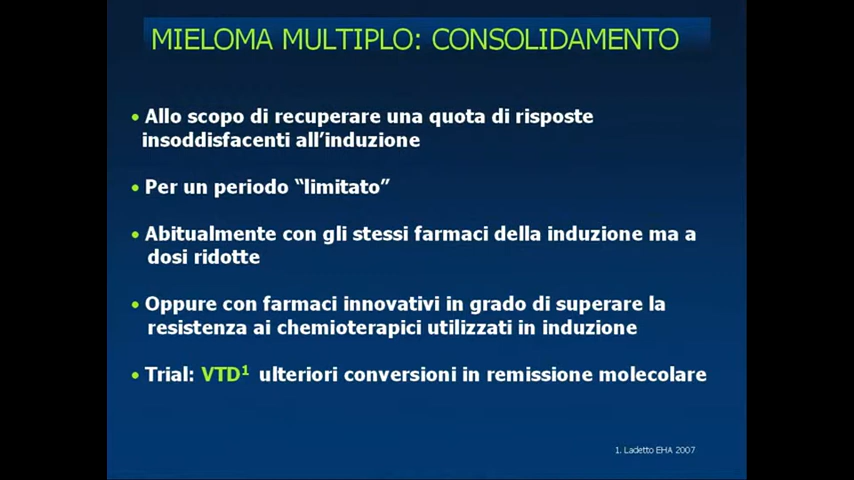 MIELOMA MULTIPLO: CONSOLIDAMENTO
• Allo scopo di recuperare una quota di risposte
insoddisfacenti all’induzione
• Per un periodo “limitato”
• Abitualmente con gli stessi farmaci della induzione ma a
dosi ridotte
• Oppure con farmaci innovativi in grado di superare la
resistenza ai chemioterapici utilizzati in induzione
• Trial: VTD¹ ulteriori conversioni in remissione molecolare
1. Ladetto EHA 2007